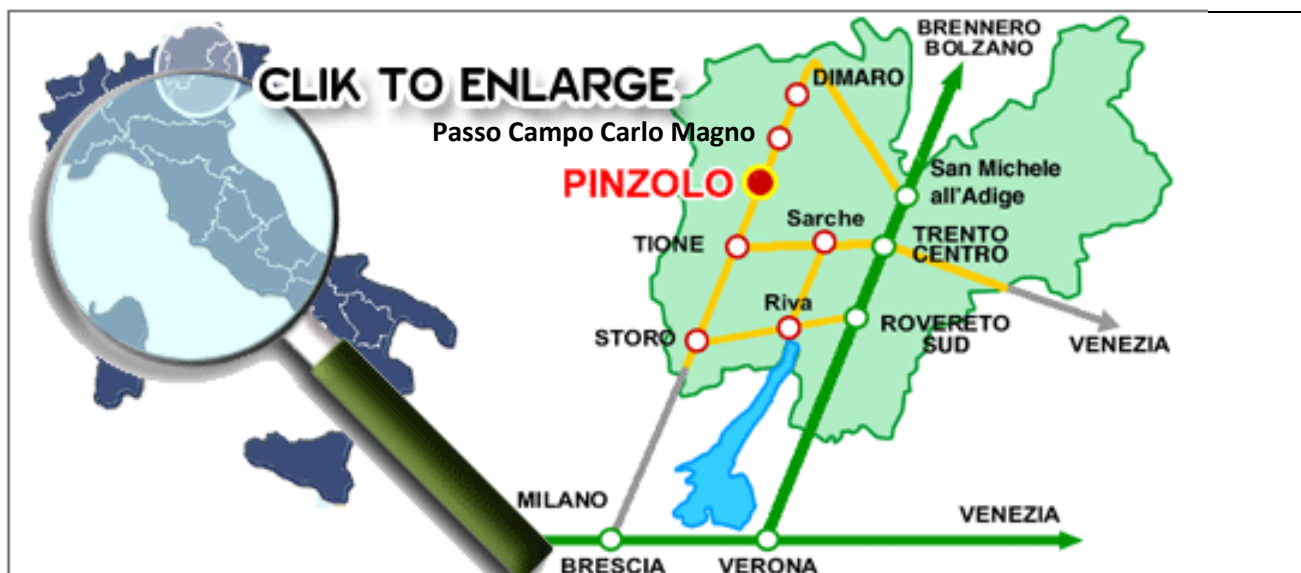 BRENNERO
BOLZANO
DIMARO
CLIK TO ENLARGE
Passo Campo Carlo Magno
PINZOLO
San Michele
all'Adige
Sarche
TIONE
TRENTO
CENTRO
Riva
STORO
ROVERETO
SUD
VENEZIA
MILANO
VENEZIA
BRESCIA
VERONA